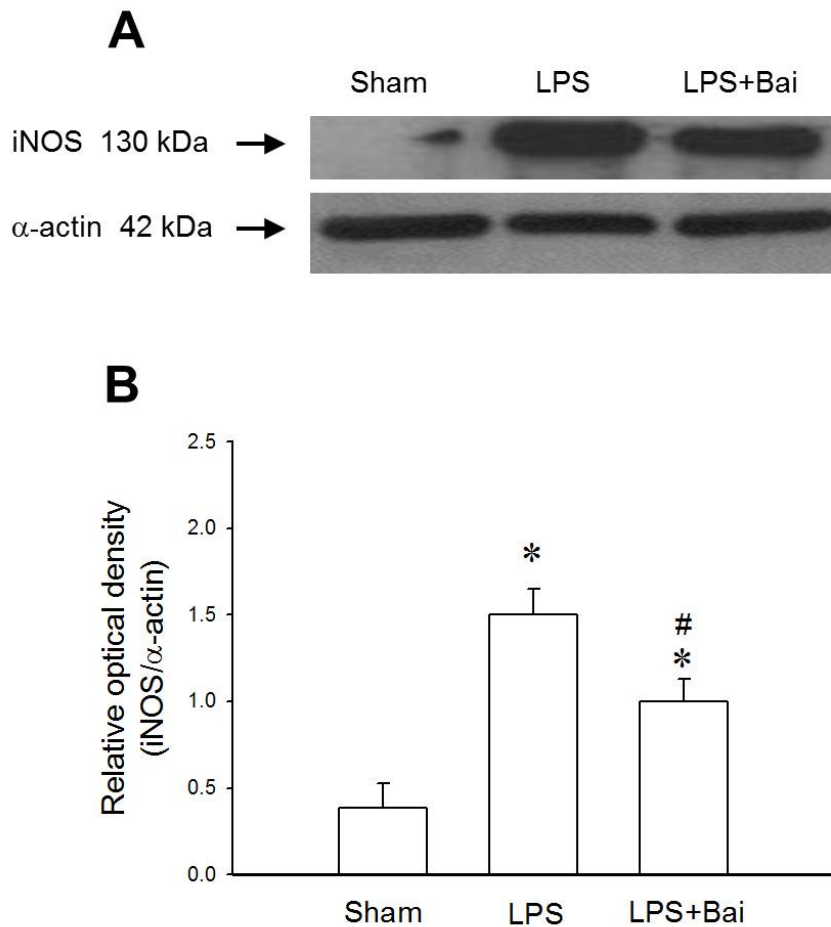 A
Sham LPS LPS+Bai
iNOS 130 kDa
α-actin 42 kDa
B
Relative optical density
(iNOS/α-actin)
2.5
2.0
*
1.5
#
*
1.0
0.5
0.0
Sham LPS LPS+Bai